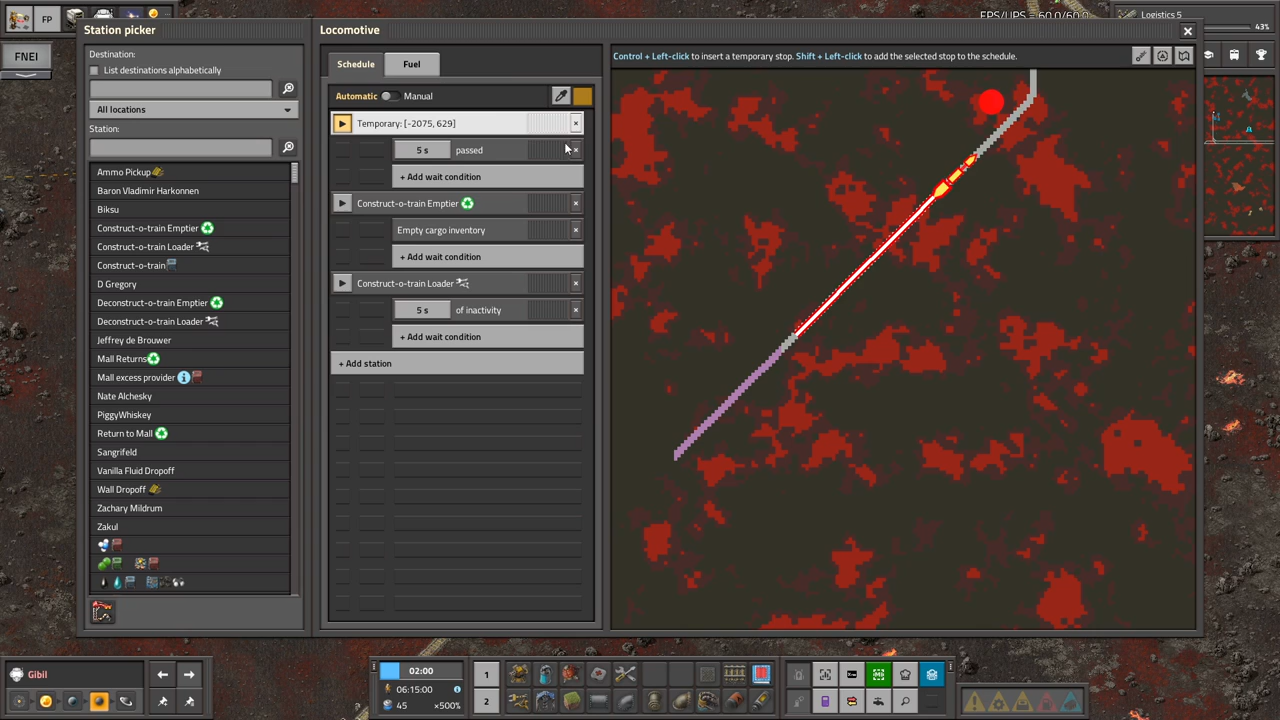 FP
EPS/UPS = 60.0/60.0
Logistics 5
43%
FNEI
Station picker
Destination:
List destinations alphabetically
All locations
Station:
Ammo Pickup
Baron Vladimir Harkonnen
Biksu
Construct-o-train Emptier
Construct-o-train Loader
Construct-o-train
D Gregory
Deconstruct-o-train Emptier
Deconstruct-o-train Loader
Jeffrey de Brouwer
Mall Returns
Mall excess provider
Nate Alchesky
PiggyWhiskey
Return to Mall
Sangrifeld
Vanilla Fluid Dropoff
Wall Dropoff
Zachary Mildrum
Zakul
Locomotive
Schedule
Fuel
Automatic
Manual
Temporary: [-2075, 629]
5 s passed
+ Add wait condition
Construct-o-train Emptier
Empty cargo inventory
+ Add wait condition
Construct-o-train Loader
5 s of inactivity
+ Add wait condition
+ Add station
Control + Left-click to insert a temporary stop. Shift + Left-click to add the selected stop to the schedule.
Gibil
02:00
06:15:00
45
×500%
1
2
MS